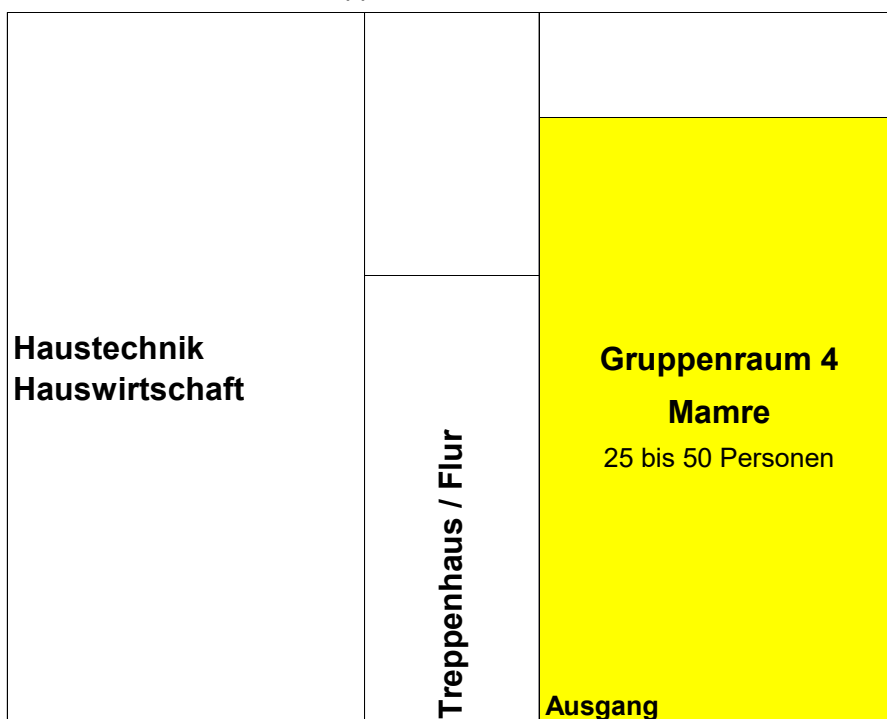 Haustechnik
Hauswirtschaft
Treppenhaus / Flur
Gruppenraum 4
Mamre
25 bis 50 Personen
Ausgang